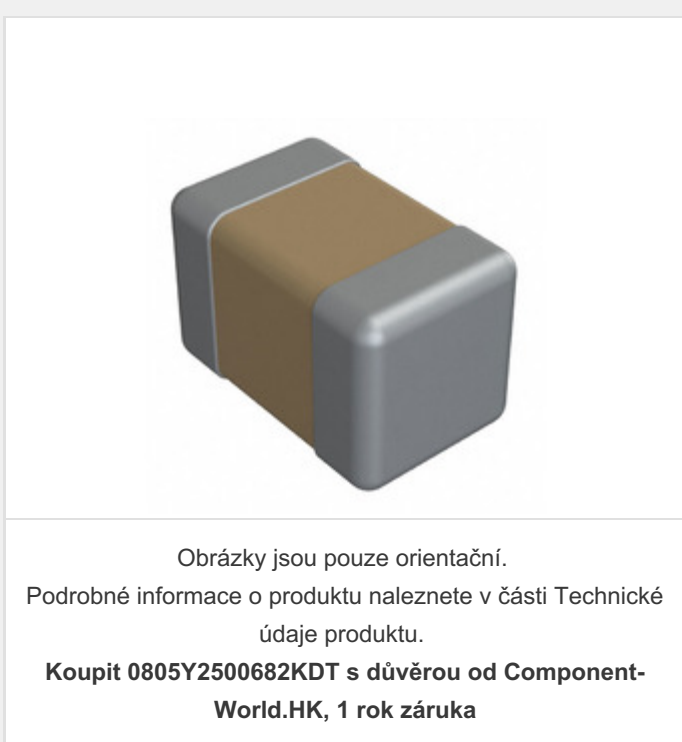 Obrázky jsou pouze orientační.
Podrobné informace o produktu naleznete v části Technické
údaje produktu.
Koupit 0805Y2500682KDT s důvěrou od Component-
World.HK, 1 rok záruka